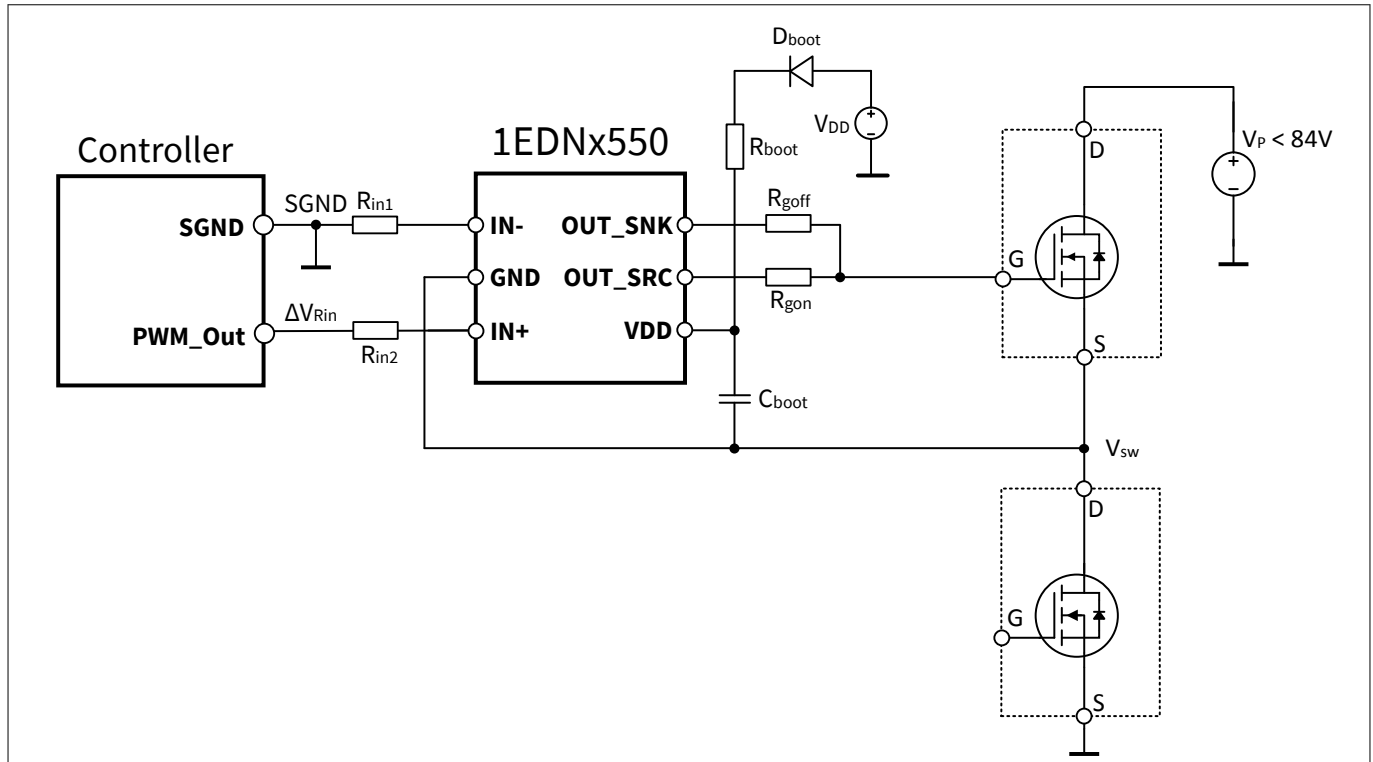 Dboot
Controller
1EDNx550
VDD
+
−
Rboot
D
VP < 84V
+
−
SGND
SGND
Rin1
IN-
OUT_SNK
Rgoff
GND
OUT_SRC
Rgon
G
PWM_Out
ΔVRin
Rin2
IN+
VDD
S
Cboot
Vsw
D
G
S